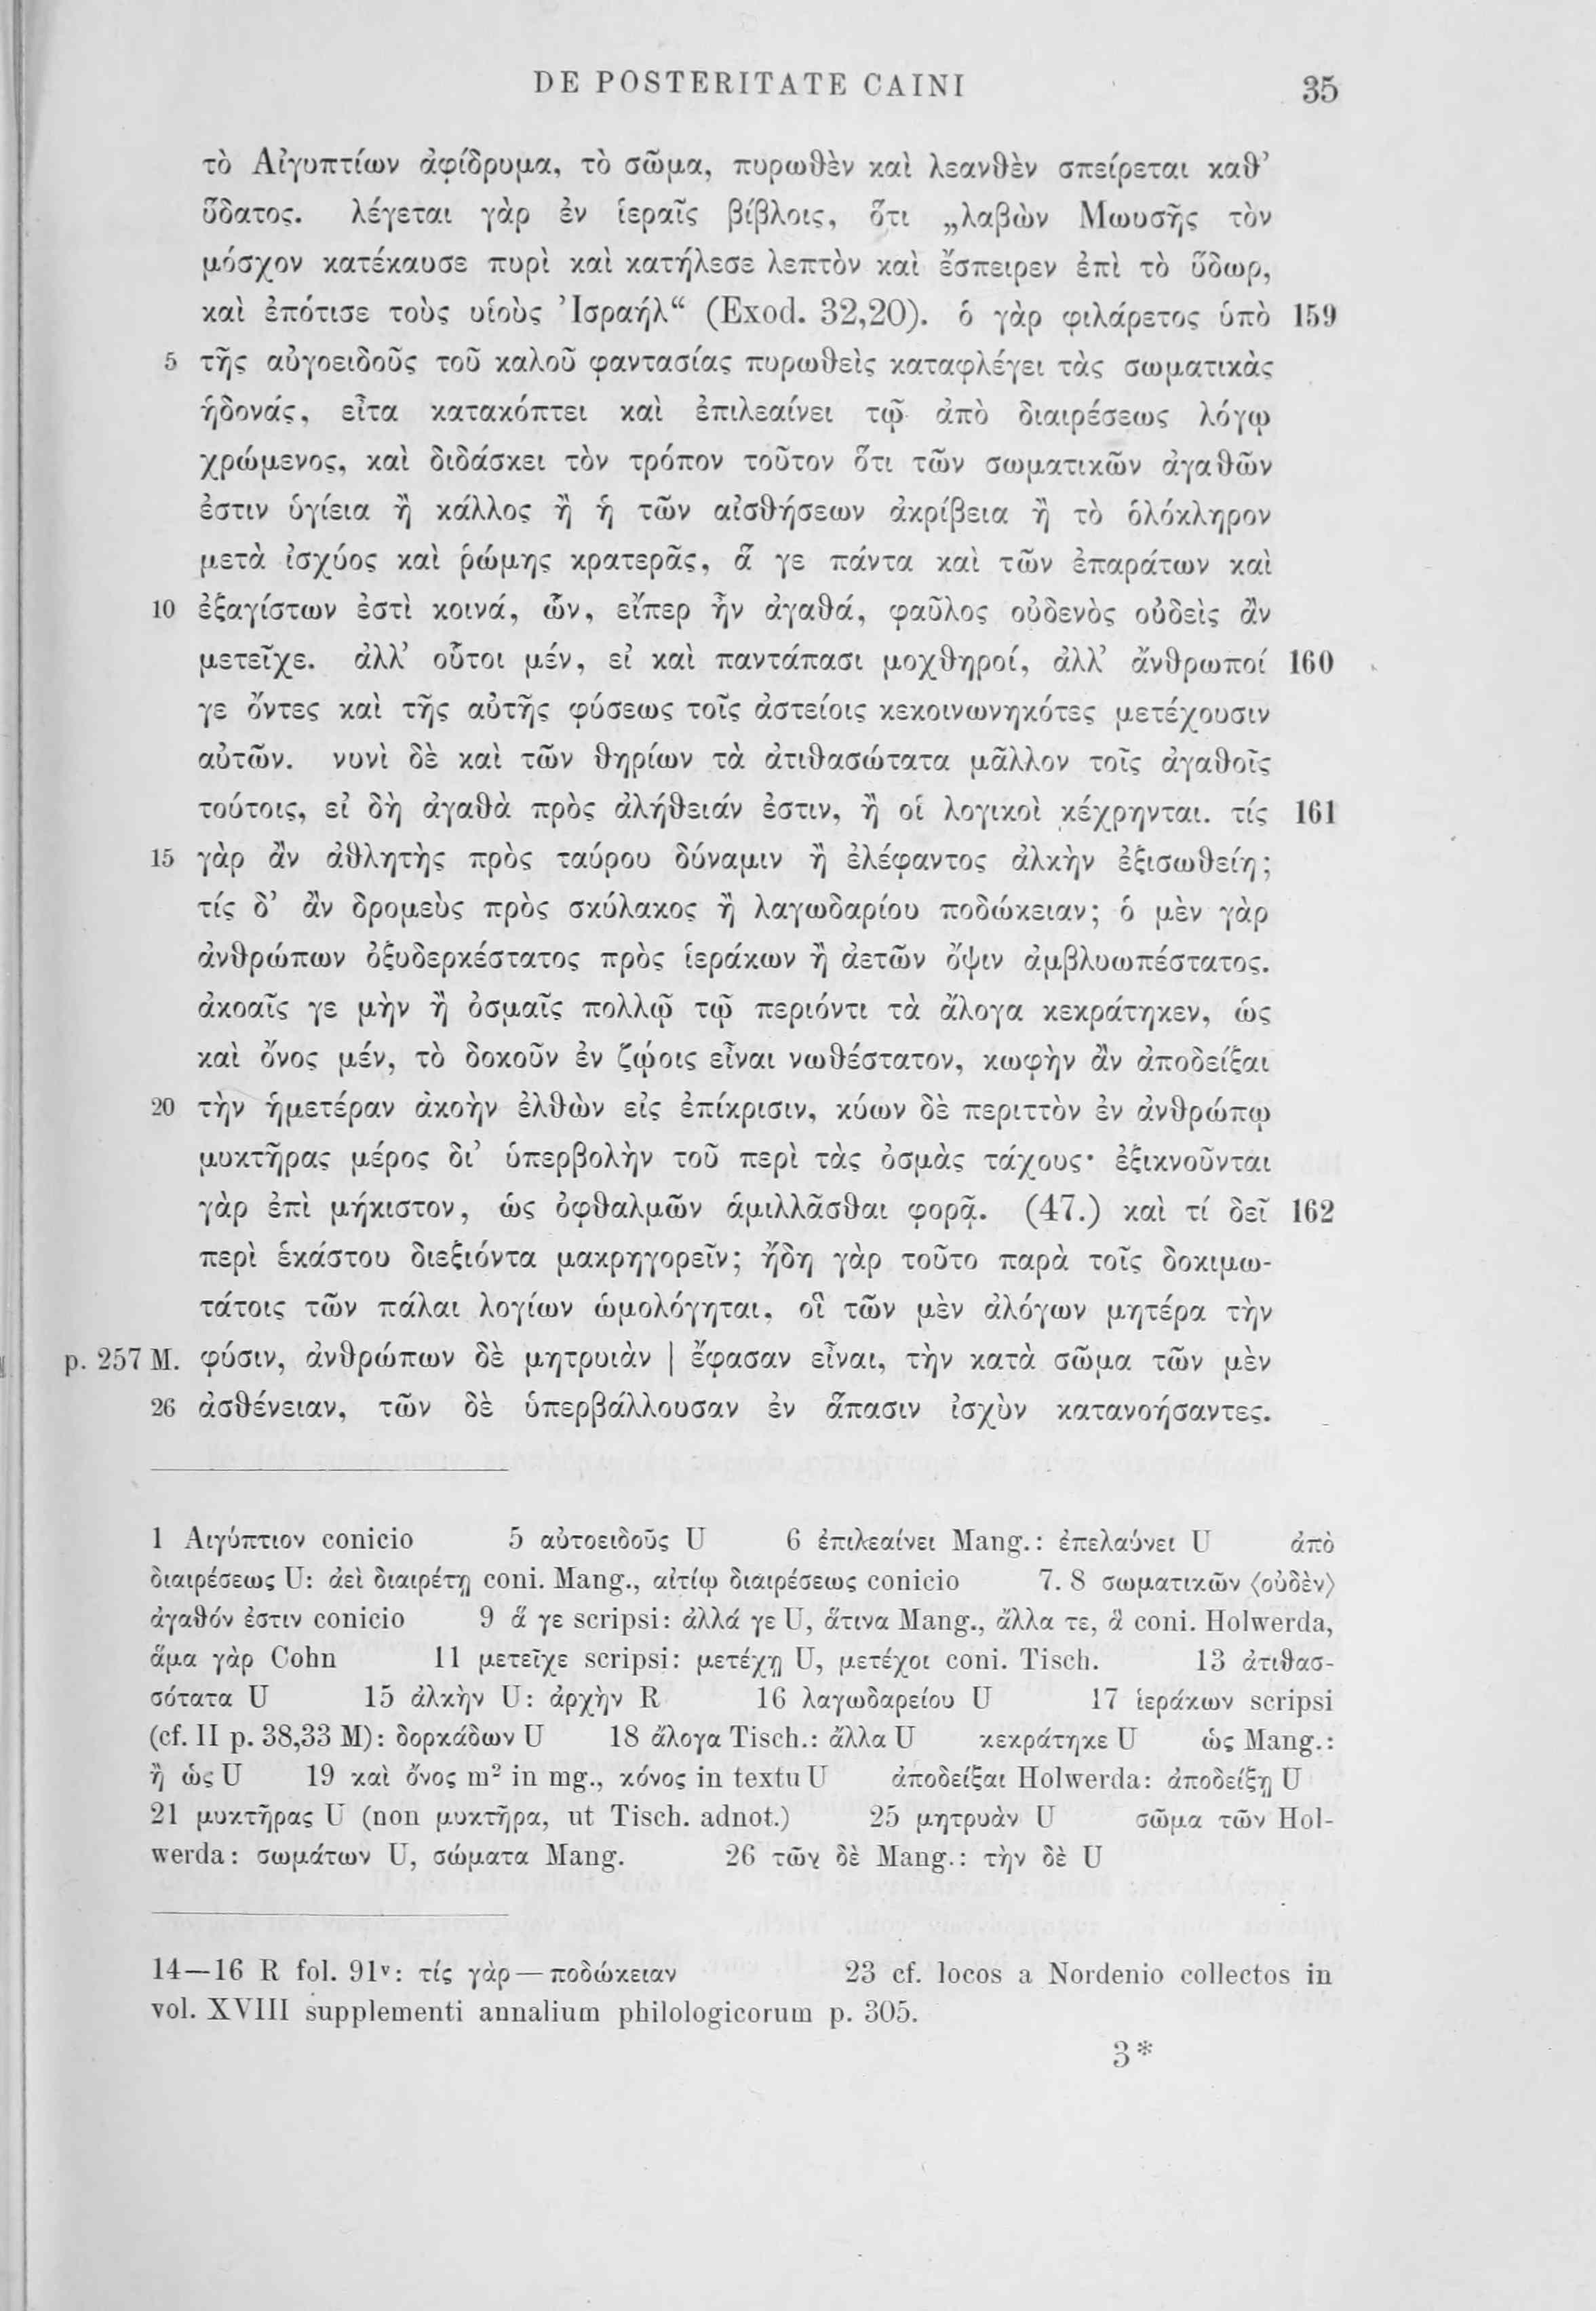 DE POSTERITATE CAINI 35
τὸ Αἰγυπτίων ἀφίδρυμα, τὸ σῶμα, πυρωθὲν καὶ λεανθὲν σπείρεται καθ’
ὕδατος. λέγεται γὰρ ἐν ἱεραῖς βίβλοις, ὅτι „λαβὼν Μωυσῆς τὸν
μόσχον κατέκαυσε πυρὶ καὶ κατήλεσε λεπτὸν καὶ ἔσπειρεν ἐπὶ τὸ ὕδωρ,
καὶ ἐπότισε τοὺς υἱοὺς Ἰσραήλ“ (Exod. 32,20). ὁ γὰρ φιλάρετος ὑπὸ 159
5 τῆς αὐγοειδοῦς τοῦ καλοῦ φαντασίας πυρωθεὶς καταφλέγει τὰς σωματικὰς
ἡδονάς, εἶτα κατακόπτει καὶ ἐπιλεαίνει τῷ ἀπὸ διαιρέσεως λόγῳ
χρώμενος, καὶ διδάσκει τὸν τρόπον τοῦτον ὅτι τῶν σωματικῶν ἀγαθῶν
ἐστιν ὑγίεια ἢ κάλλος ἢ ἡ τῶν αἰσθήσεων ἀκρίβεια ἢ τὸ ὁλόκληρον
μετὰ ἰσχύος καὶ ῥώμης κρατερᾶς, ἅ γε πάντα καὶ τῶν ἐπαράτων καὶ
10 ἐξαγίστων ἐστὶ κοινά, ὧν, εἴπερ ἦν ἀγαθά, φαῦλος οὐδενὸς οὐδεὶς ἂν
μετεῖχε. ἀλλ’ οὗτοι μέν, εἰ καὶ παντάπασι μοχθηροί, ἀλλ’ ἄνθρωποί 160
γε ὄντες καὶ τῆς αὐτῆς φύσεως τοῖς ἀστείοις κεκοινωνηκότες μετέχουσιν
αὐτῶν. νυνὶ δὲ καὶ τῶν θηρίων τὰ ἀτιθασώτατα μᾶλλον τοῖς ἀγαθοῖς
τούτοις, εἰ δὴ ἀγαθὰ πρὸς ἀλήθειάν ἐστιν, ἢ οἱ λογικοὶ κέχρηνται. τίς 161
15 γὰρ ἂν ἀθλητὴς πρὸς ταύρου δύναμιν ἢ ἐλέφαντος ἀλκὴν ἐξισωθείη;
τίς δ’ ἂν δρομεὺς πρὸς σκύλακος ἢ λαγωδαρίου ποδώκειαν; ὁ μὲν γὰρ
ἀνθρώπων ὀξυδερκέστατος πρὸς ἱεράκων ἢ ἀετῶν ὄψιν ἀμβλυωπέστατος.
ἀκοαῖς γε μὴν ἢ ὀσμαῖς πολλῷ τῷ περιόντι τὰ ἄλογα κεκράτηκεν, ὡς
καὶ ὄνος μέν, τὸ δοκοῦν ἐν ζῴοις εἶναι νωθέστατον, κωφὴν ἂν ἀποδείξαι
20 τὴν ἡμετέραν ἀκοὴν ἐλθὼν εἰς ἐπίκρισιν, κύων δὲ περιττὸν ἐν ἀνθρώπῳ
μυκτῆρας μέρος δι’ ὑπερβολὴν τοῦ περὶ τὰς ὀσμὰς τάχους· ἐξικνοῦνται
γὰρ ἐπὶ μήκιστον, ὡς ὀφθαλμῶν ἁμιλλᾶσθαι φορᾷ. (47.) καὶ τί δεῖ 162
περὶ ἑκάστου διεξιόντα μακρηγορεῖν; ἤδη γὰρ τοῦτο παρὰ τοῖς δοκιμω-
τάτοις τῶν πάλαι λογίων ὡμολόγηται, οἳ τῶν μὲν ἀλόγων μητέρα τὴν
p. 257 M. φύσιν, ἀνθρώπων δὲ μητρυιὰν | ἔφασαν εἶναι, τὴν κατὰ σῶμα τῶν μὲν
26 ἀσθένειαν, τῶν δὲ ὑπερβάλλουσαν ἐν ἅπασιν ἰσχὺν κατανοήσαντες.
1 Αιγύπτιον conicio 5 αὐτοειδοῦς U 6 ἐπιλεαίνει Mang.: ἐπελαύνει U ἀπὸ
διαιρέσεως U: ἀεὶ διαιρέτῃ coni. Mang., αἰτίῳ διαιρέσεως conicio 7. 8 σωματικῶν ⟨οὐδὲν⟩
ἀγαθόν ἐστιν conicio 9 ἅ γε scripsi: ἀλλά γε U, ἅτινα Mang., ἄλλα τε, ἃ coni. Holwerda,
ἅμα γὰρ Cohn 11 μετεῖχε scripsi: μετέχῃ U, μετέχοι coni. Tisch. 13 ἀτιθασ-
σότατα U 15 ἀλκὴν U: ἀρχὴν R 16 λαγωδαρείου U 17 ἱεράκων scripsi
(cf. II p. 38,33 M): δορκάδων U 18 ἄλογα Tisch.: ἄλλα U κεκράτηκε U ὡς Mang.:
ἢ ὡς U 19 καὶ ὄνος m² in mg., κόνος in textu U ἀποδείξαι Holwerda: ἀποδείξῃ U
21 μυκτῆρας U (non μυκτῆρα, ut Tisch. adnot.) 25 μητρυὰν U σῶμα τῶν Hol-
werda: σωμάτων U, σώματα Mang. 26 τῶν δὲ Mang.: τὴν δὲ U
14—16 R fol. 91ᵛ: τίς γὰρ — ποδώκειαν 23 cf. locos a Nordenio collectos in
vol. XVIII supplementi annalium philologicorum p. 305.
3*